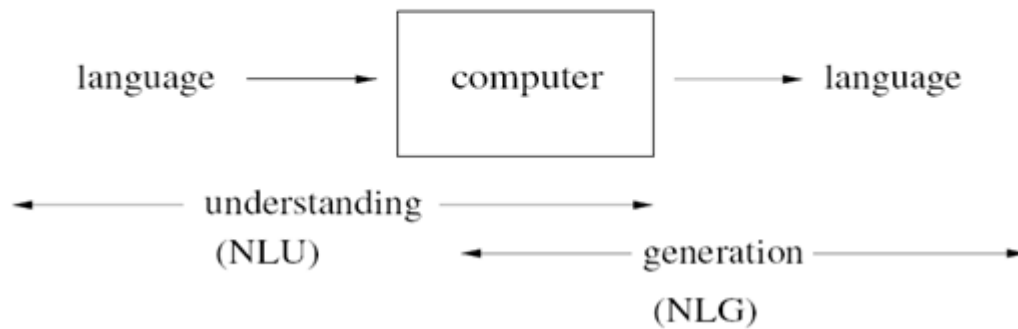 language computer language
understanding
(NLU)
generation
(NLG)